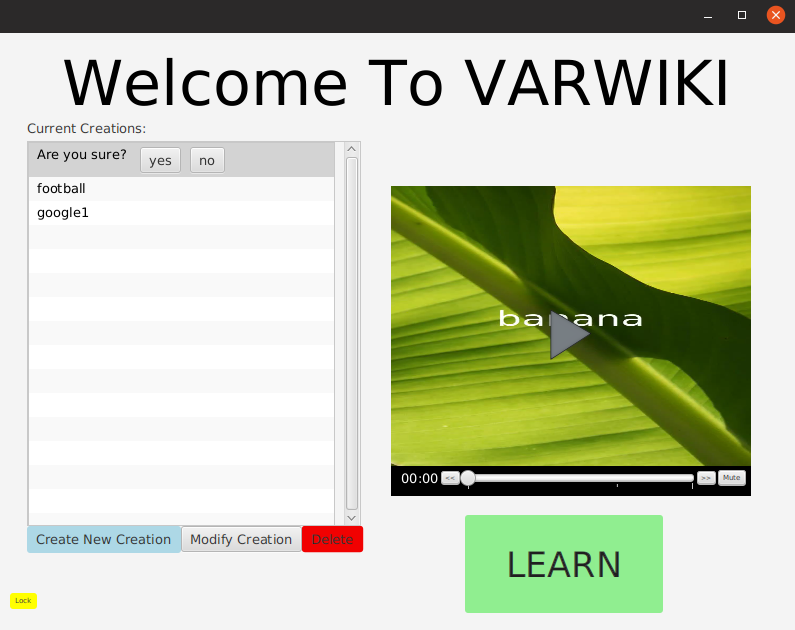 Welcome To VARWIKI
Current Creations:
Are you sure? yes no
football
google1
banana
00:00 << >> Mute
Create New Creation Modify Creation Delete
LEARN
Lock